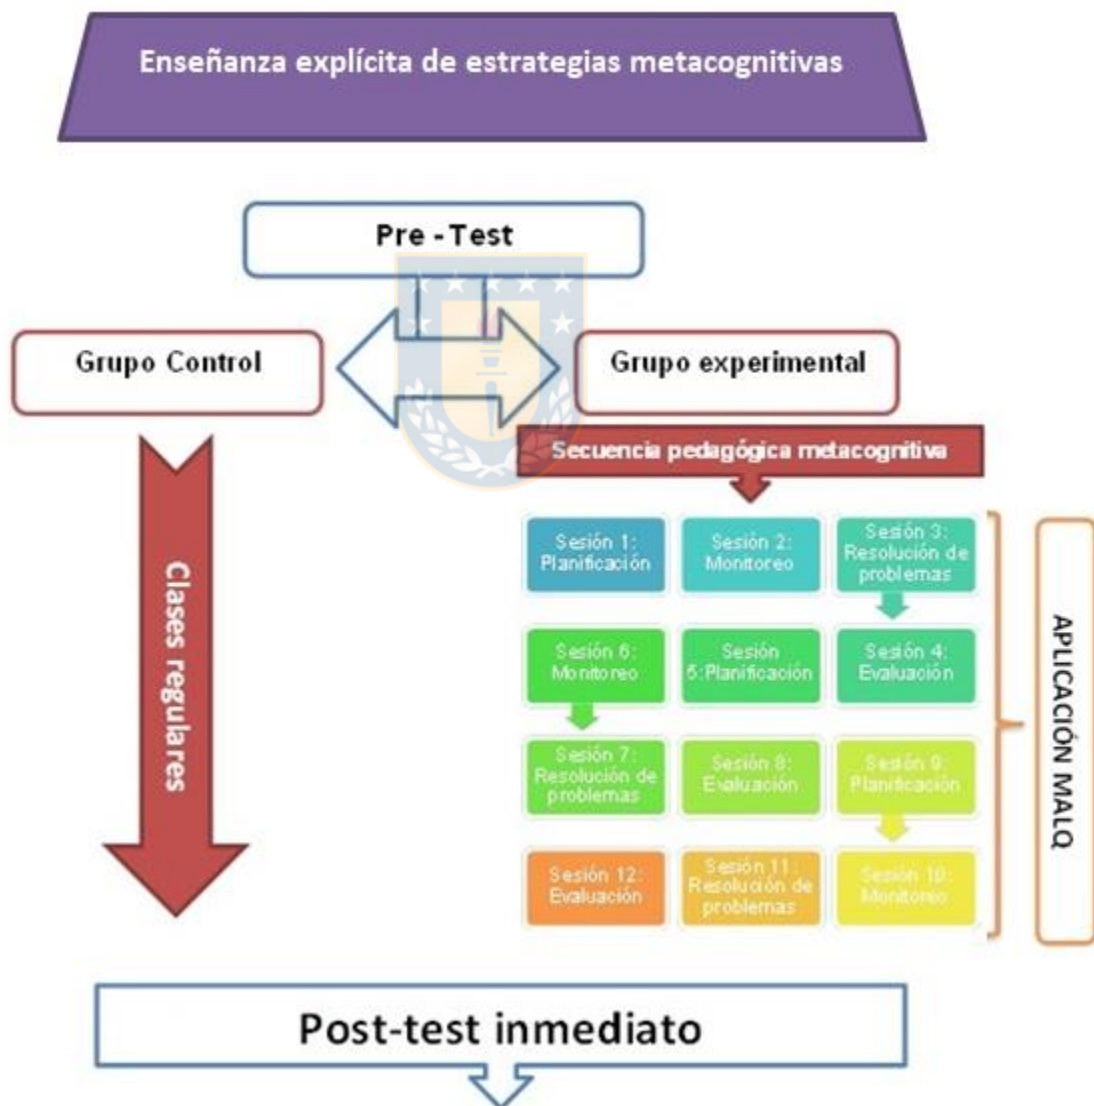 Enseñanza explícita de estrategias metacognitivas
Pre - Test
Grupo Control
Grupo experimental
Secuencia pedagógica metacognitiva
Clases regulares
Sesión 1:
Planificación
Sesión 2:
Monitoreo
Sesión 3:
Resolución de
problemas
Sesión 6:
Monitoreo
Sesión
5:Planificación
Sesión 4:
Evaluación
Sesión 7:
Resolución de
problemas
Sesión 8:
Evaluación
Sesión 9:
Planificación
Sesión 12:
Evaluación
Sesión 11:
Resolución de
problemas
Sesión 10:
Monitoreo
APLICACIÓN MALQ
Post-test inmediato